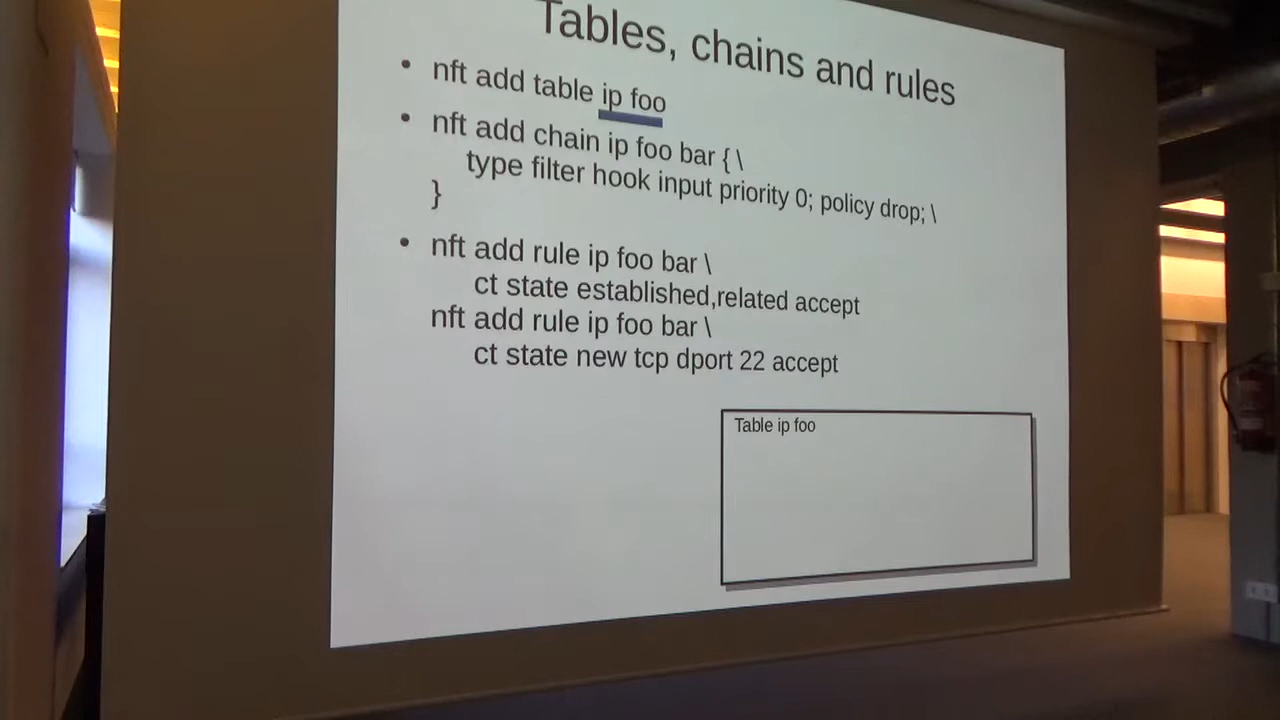 Tables, chains and rules
• nft add table ip foo
• nft add chain ip foo bar { \
type filter hook input priority 0; policy drop; \
}
• nft add rule ip foo bar \
ct state established,related accept
nft add rule ip foo bar \
ct state new tcp dport 22 accept
Table ip foo